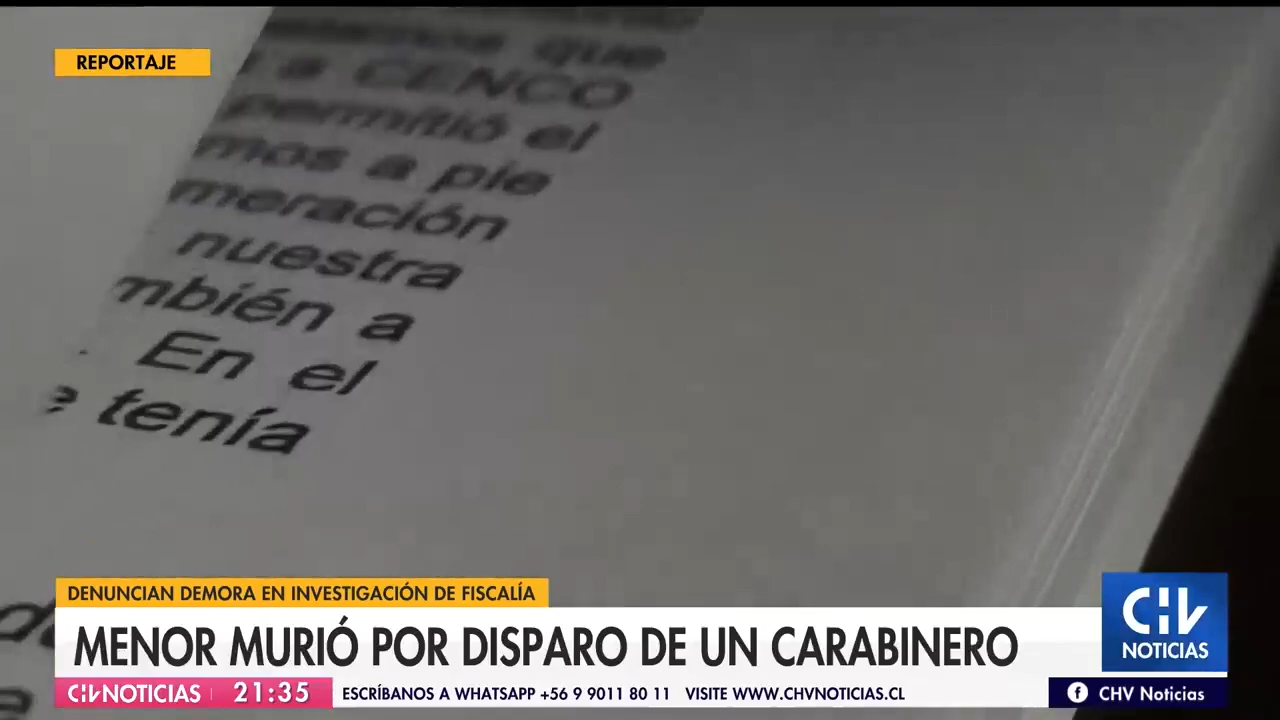 REPORTAJE
que
a CENCO
permitió el
mos a pie
meración
nuestra
mbién a
. En el
e tenía
DENUNCIAN DEMORA EN INVESTIGACIÓN DE FISCALÍA
MENOR MURIÓ POR DISPARO DE UN CARABINERO
CHV NOTICIAS
CHV NOTICIAS 21:35 ESCRÍBANOS A WHATSAPP +56 9 9011 80 11 VISITE WWW.CHVNOTICIAS.CL
CHV Noticias